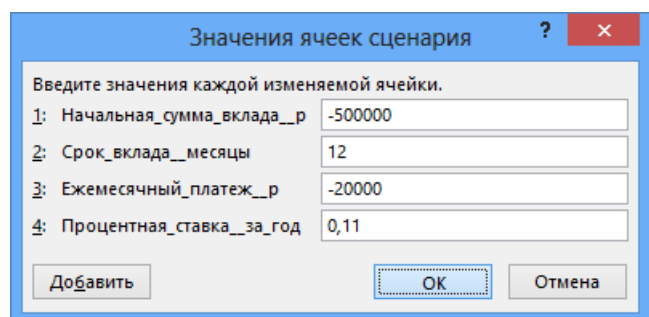 Значения ячеек сценария ? ×
Введите значения каждой изменяемой ячейки.
1: Начальная_сумма_вклада__р -500000
2: Срок_вклада__месяцы 12
3: Ежемесячный_платеж__р -20000
4: Процентная_ставка__за_год 0,11
Добавить ОК Отмена